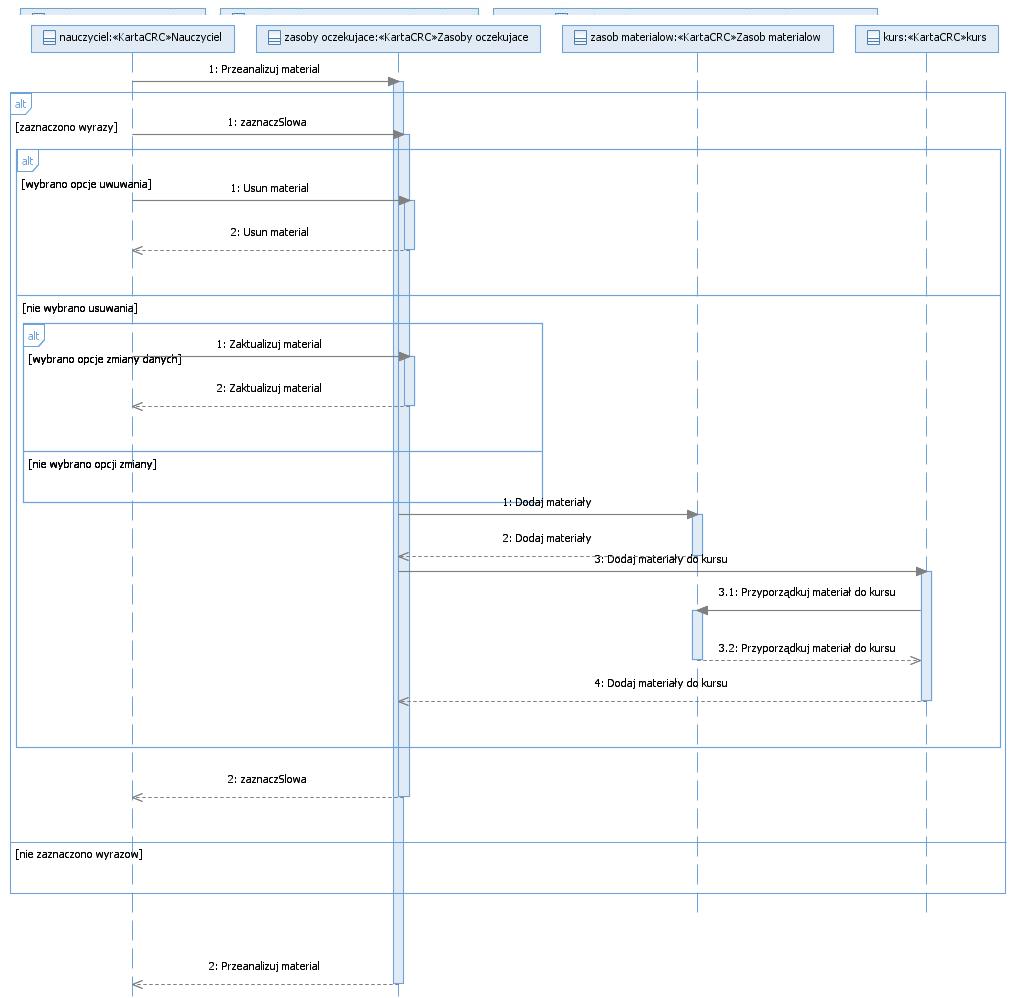 nauczyciel:«KartaCRC»Nauczyciel
zasoby oczekujace:«KartaCRC»Zasoby oczekujace
zasob materialow:«KartaCRC»Zasob materialow
kurs:«KartaCRC»kurs
1: Przeanalizuj material
alt
1: zaznaczSlowa
[zaznaczono wyrazy]
alt
[wybrano opcje uwuwania]
1: Usun material
2: Usun material
[nie wybrano usuwania]
alt
1: Zaktualizuj material
[wybrano opcje zmiany danych]
2: Zaktualizuj material
[nie wybrano opcji zmiany]
1: Dodaj materiały
2: Dodaj materiały
3: Dodaj materiały do kursu
3.1: Przyporządkuj materiał do kursu
3.2: Przyporządkuj materiał do kursu
4: Dodaj materiały do kursu
2: zaznaczSlowa
[nie zaznaczono wyrazow]
2: Przeanalizuj material